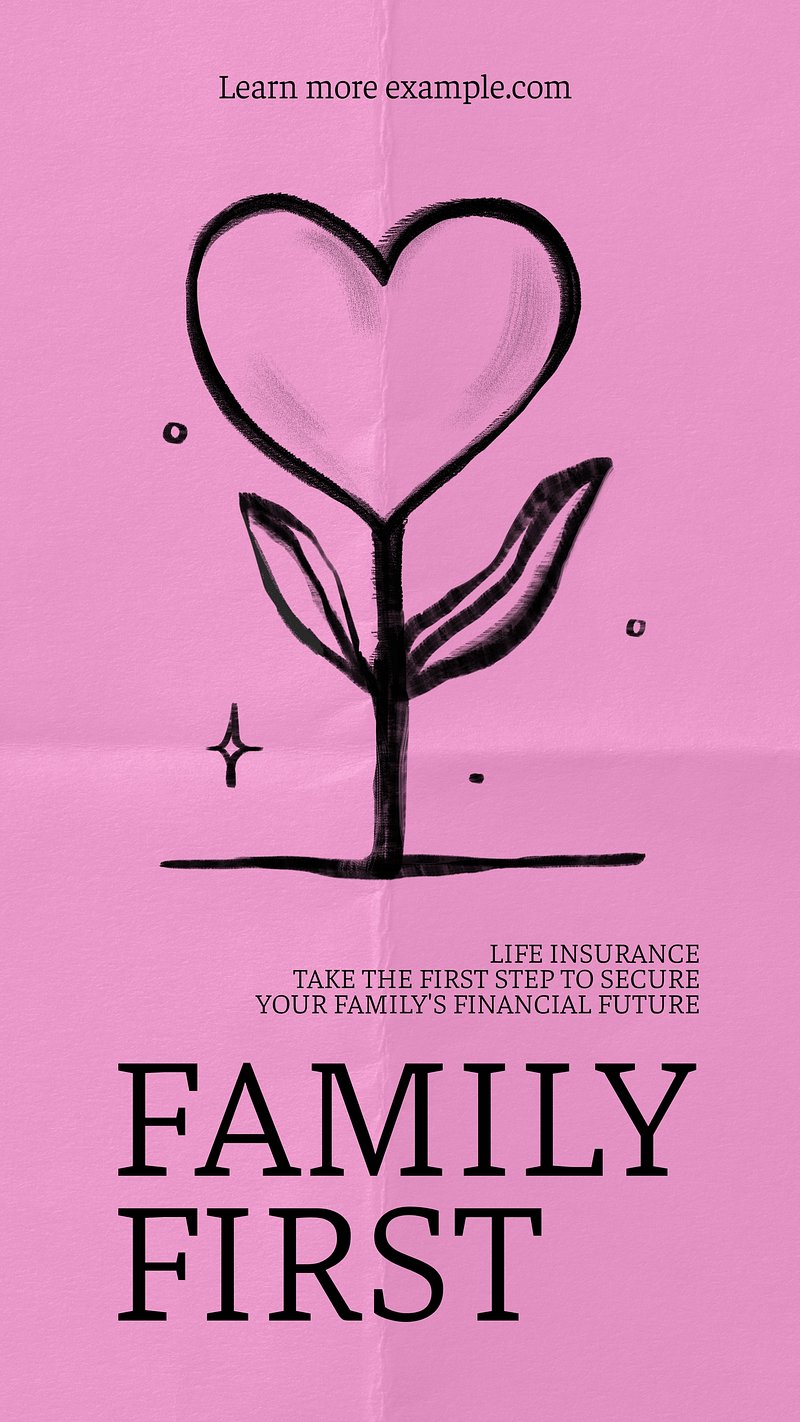 Learn more example.com
LIFE INSURANCE
TAKE THE FIRST STEP TO SECURE
YOUR FAMILY'S FINANCIAL FUTURE
FAMILY
FIRST